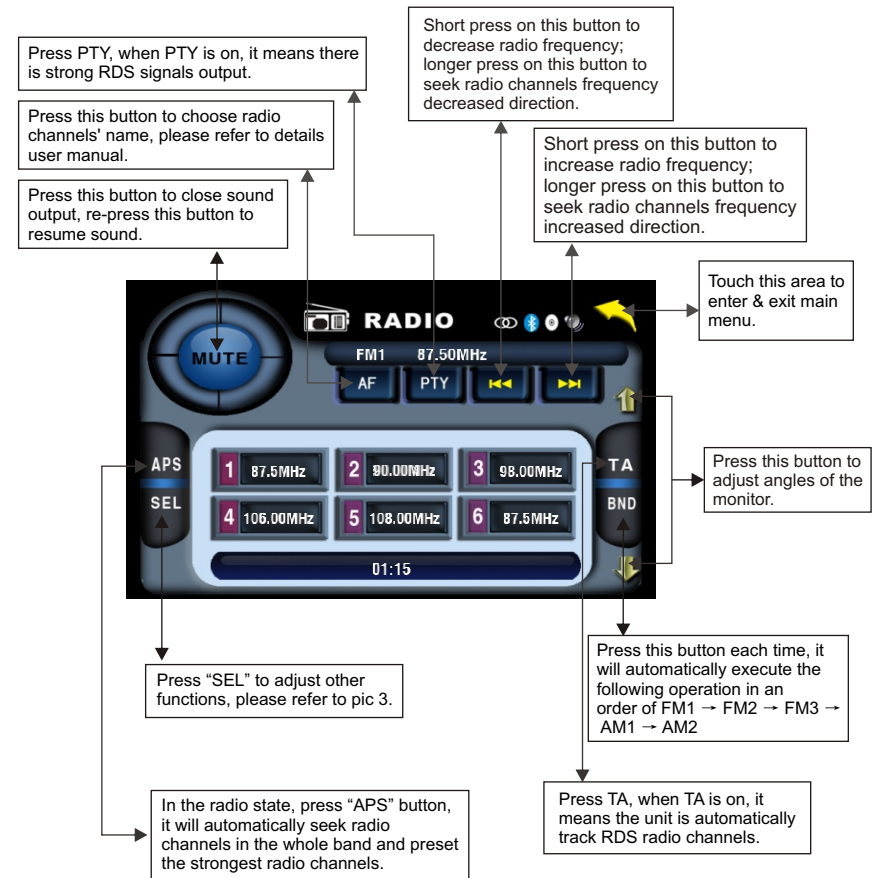 Short press on this button to
decrease radio frequency;
longer press on this button to
seek radio channels frequency
decreased direction.
Press PTY, when PTY is on, it means there
is strong RDS signals output.
Press this button to choose radio
channels' name, please refer to details
user manual.
Short press on this button to
increase radio frequency;
longer press on this button to
seek radio channels frequency
increased direction.
Press this button to close sound
output, re-press this button to
resume sound.
Touch this area to
enter & exit main
menu.
RADIO
MUTE
FM1 87.50MHz
AF PTY
APS
SEL
1 87.5MHz 2 90.00MHz 3 98.00MHz
4 106.00MHz 5 108.00MHz 6 87.5MHz
01:15
TA
BND
Press this button to
adjust angles of the
monitor.
Press "SEL" to adjust other
functions, please refer to pic 3.
Press this button each time, it
will automatically execute the
following operation in an
order of FM1 → FM2 → FM3 →
AM1 → AM2
In the radio state, press "APS" button,
it will automatically seek radio
channels in the whole band and preset
the strongest radio channels.
Press TA, when TA is on, it
means the unit is automatically
track RDS radio channels.